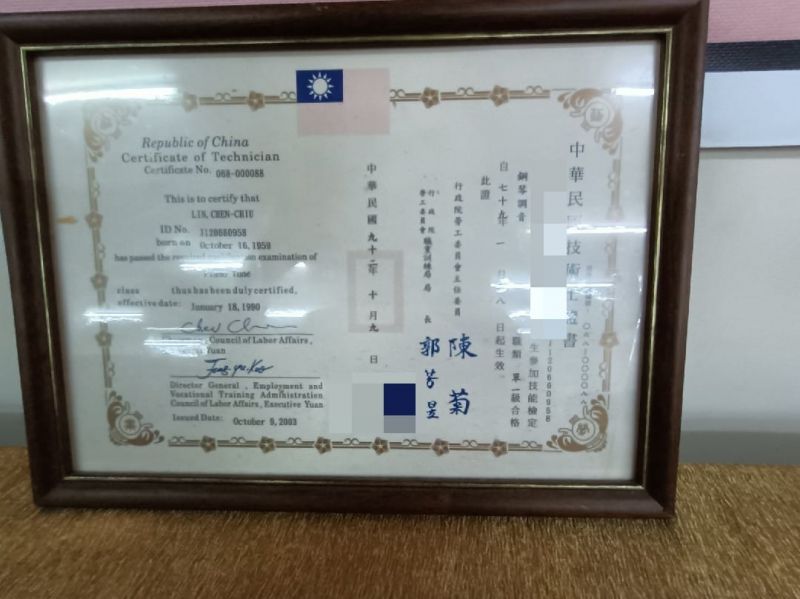 Republic of China
Certificate of Technician
Certificate No. 068-000088
This is to certify that
LIN, CHEN-CHIU
ID No. J120660958
born on October 16, 1959
has passed the required examination of
Piano Tune
class thus has been duly certified,
effective date: January 18, 1990
Council of Labor Affairs,
Yuan
Director General, Employment and
Vocational Training Administration
Council of Labor Affairs, Executive Yuan
Issued Date: October 9, 2003
中華民國技術士證書
生參加技能檢定
鋼琴調音 職類 單一級合格
自七十九年一月十八日起生效。
此證
行政院勞工委員會主任委員 陳菊
行政院勞工委員會 職業訓練局局長 郭芳煜
中華民國九十二年十月九日